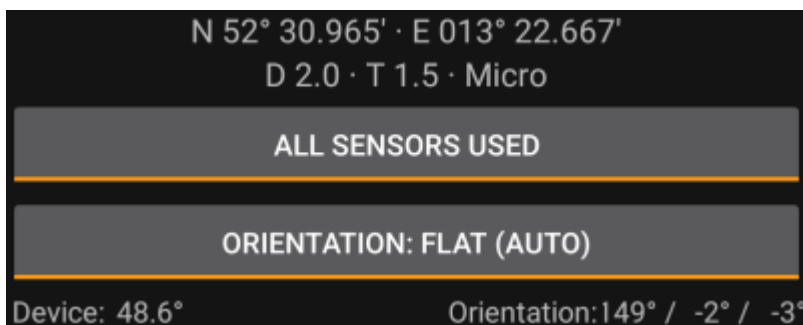 N 52° 30.965' · E 013° 22.667'
D 2.0 · T 1.5 · Micro
ALL SENSORS USED
ORIENTATION: FLAT (AUTO)
Device: 48.6° Orientation:149° / -2° / -3°